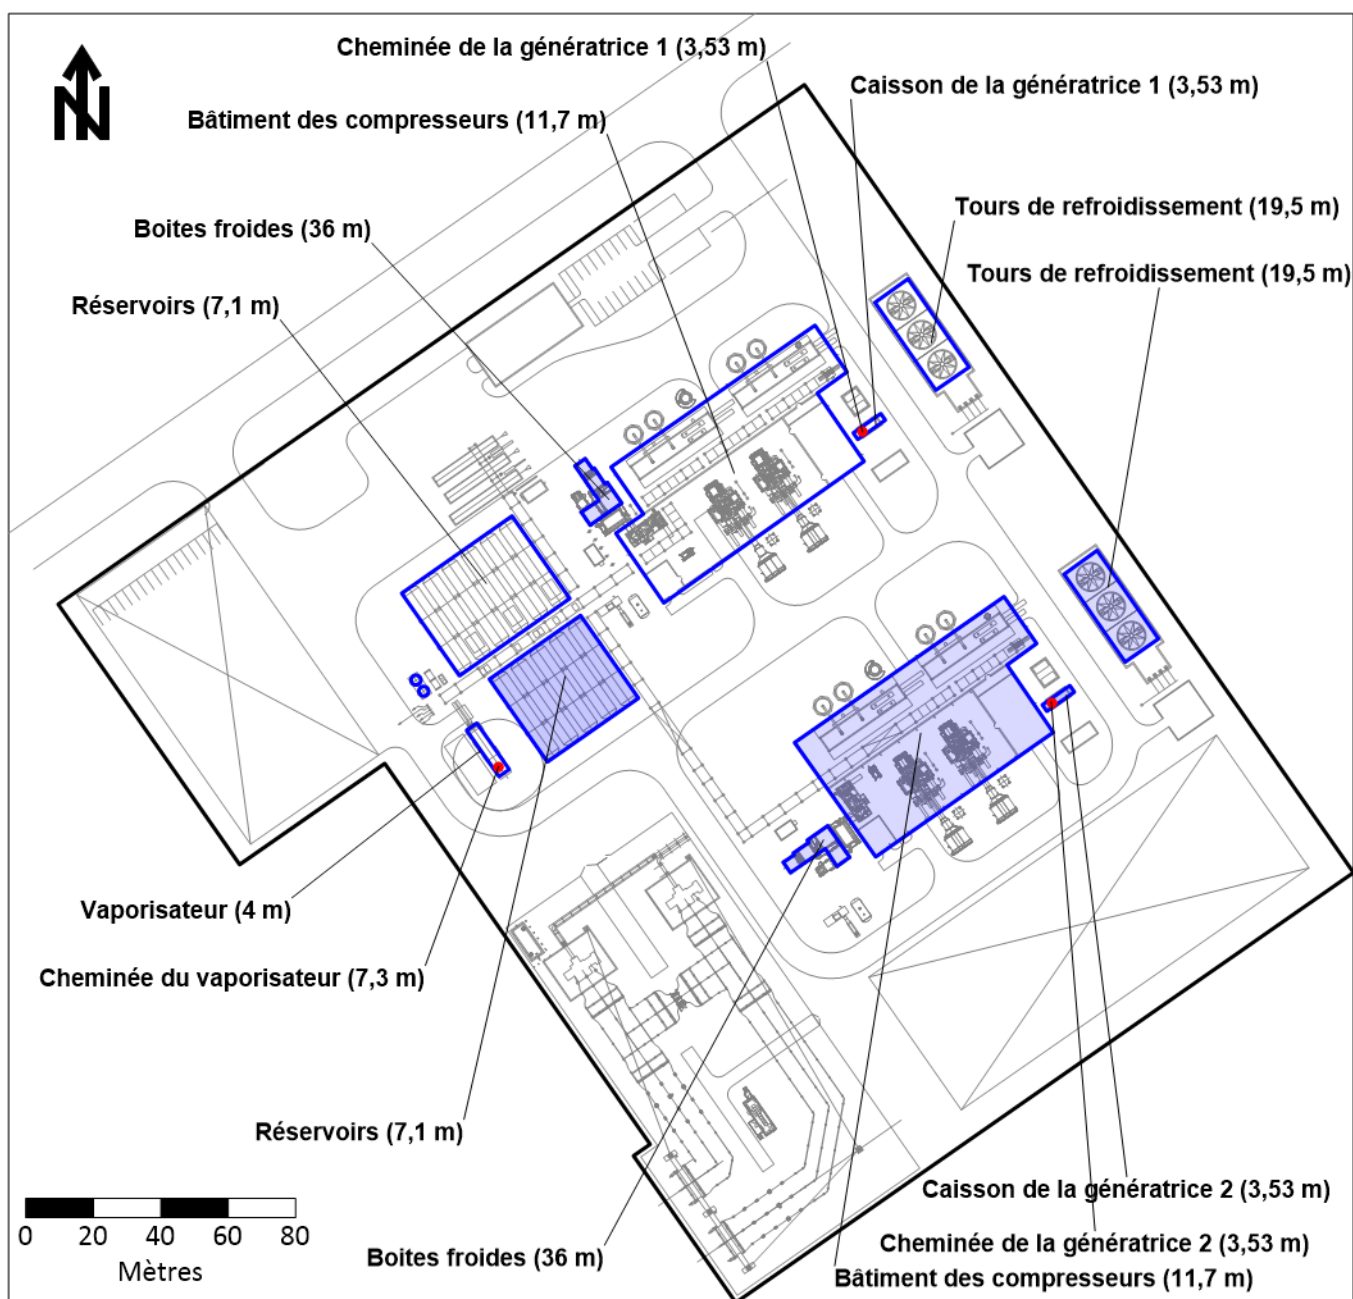 N
Cheminée de la génératrice 1 (3,53 m)
Caisson de la génératrice 1 (3,53 m)
Bâtiment des compresseurs (11,7 m)
Tours de refroidissement (19,5 m)
Boites froides (36 m)
Tours de refroidissement (19,5 m)
Réservoirs (7,1 m)
Vaporisateur (4 m)
Cheminée du vaporisateur (7,3 m)
Réservoirs (7,1 m)
Caisson de la génératrice 2 (3,53 m)
Cheminée de la génératrice 2 (3,53 m)
Boites froides (36 m)
Bâtiment des compresseurs (11,7 m)
0 20 40 60 80
Mètres